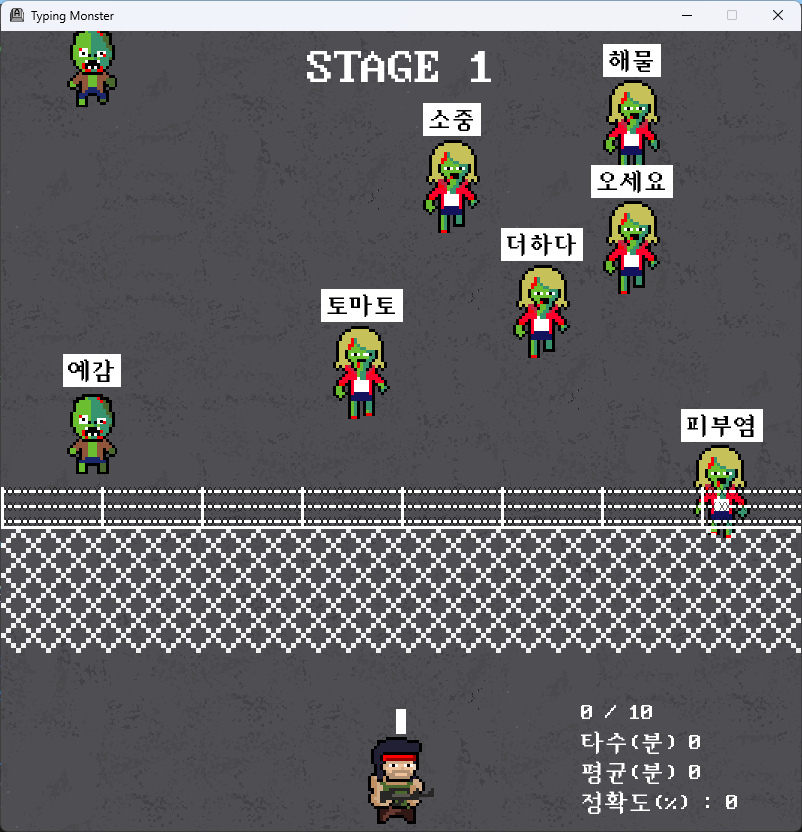 Typing Monster
STAGE 1
해물
소중
오세요
더하다
토마토
예감
피부염
0 / 10
타수(분) 0
평균(분) 0
정확도(%) : 0